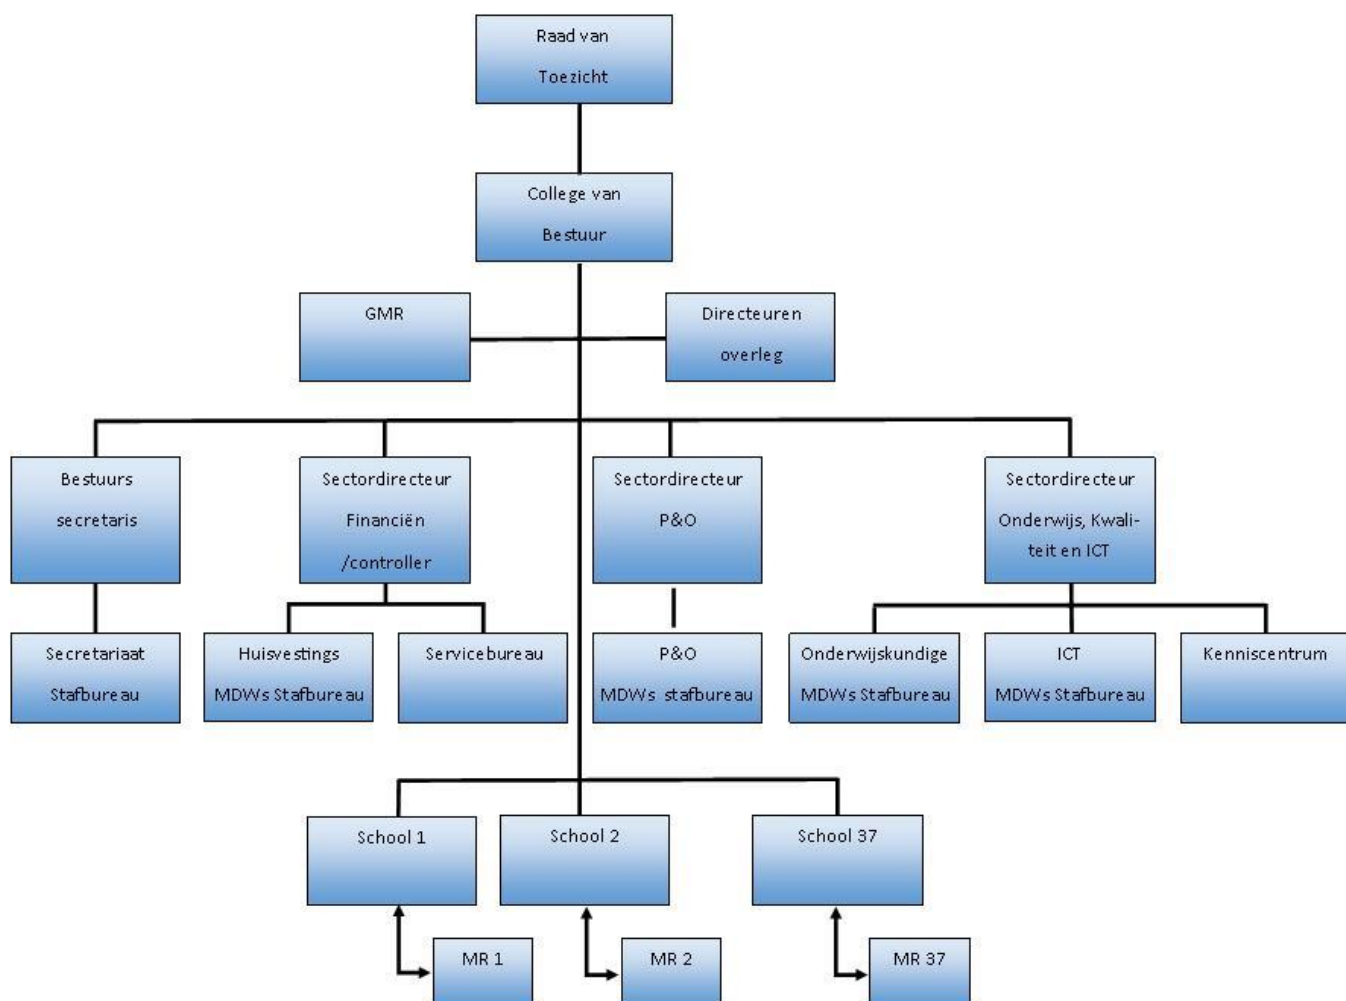 Raad van
Toezicht
College van
Bestuur
GMR
Directeuren
overleg
Bestuurs
secretaris
Sectordirecteur
Financiën
/controller
Sectordirecteur
P&O
Sectordirecteur
Onderwijs, Kwali-
teit en ICT
Secretariaat
Stafbureau
Huisvestings
MDWs Stafbureau
Servicebureau
P&O
MDWs stafbureau
Onderwijskundige
MDWs Stafbureau
ICT
MDWs Stafbureau
Kenniscentrum
School 1
School 2
School 37
MR 1
MR 2
MR 37